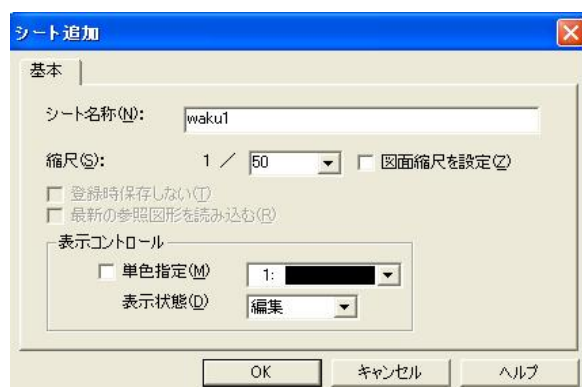 シート追加
基本
シート名称(N): waku1
縮尺(S): 1 ／ 50 図面縮尺を設定(Z)
登録時保存しない(T)
最新の参照図形を読み込む(R)
表示コントロール
単色指定(M) 1:
表示状態(D) 編集
OK キャンセル ヘルプ